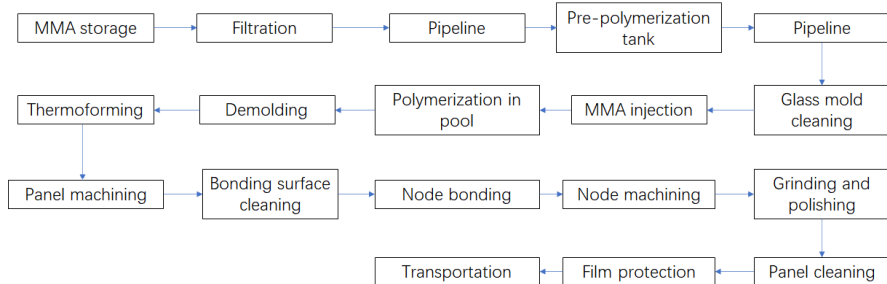 MMA storage
Filtration
Pipeline
Pre-polymerization
tank
Pipeline
Glass mold
cleaning
MMA injection
Polymerization in
pool
Demolding
Thermoforming
Panel machining
Bonding surface
cleaning
Node bonding
Node machining
Grinding and
polishing
Panel cleaning
Film protection
Transportation